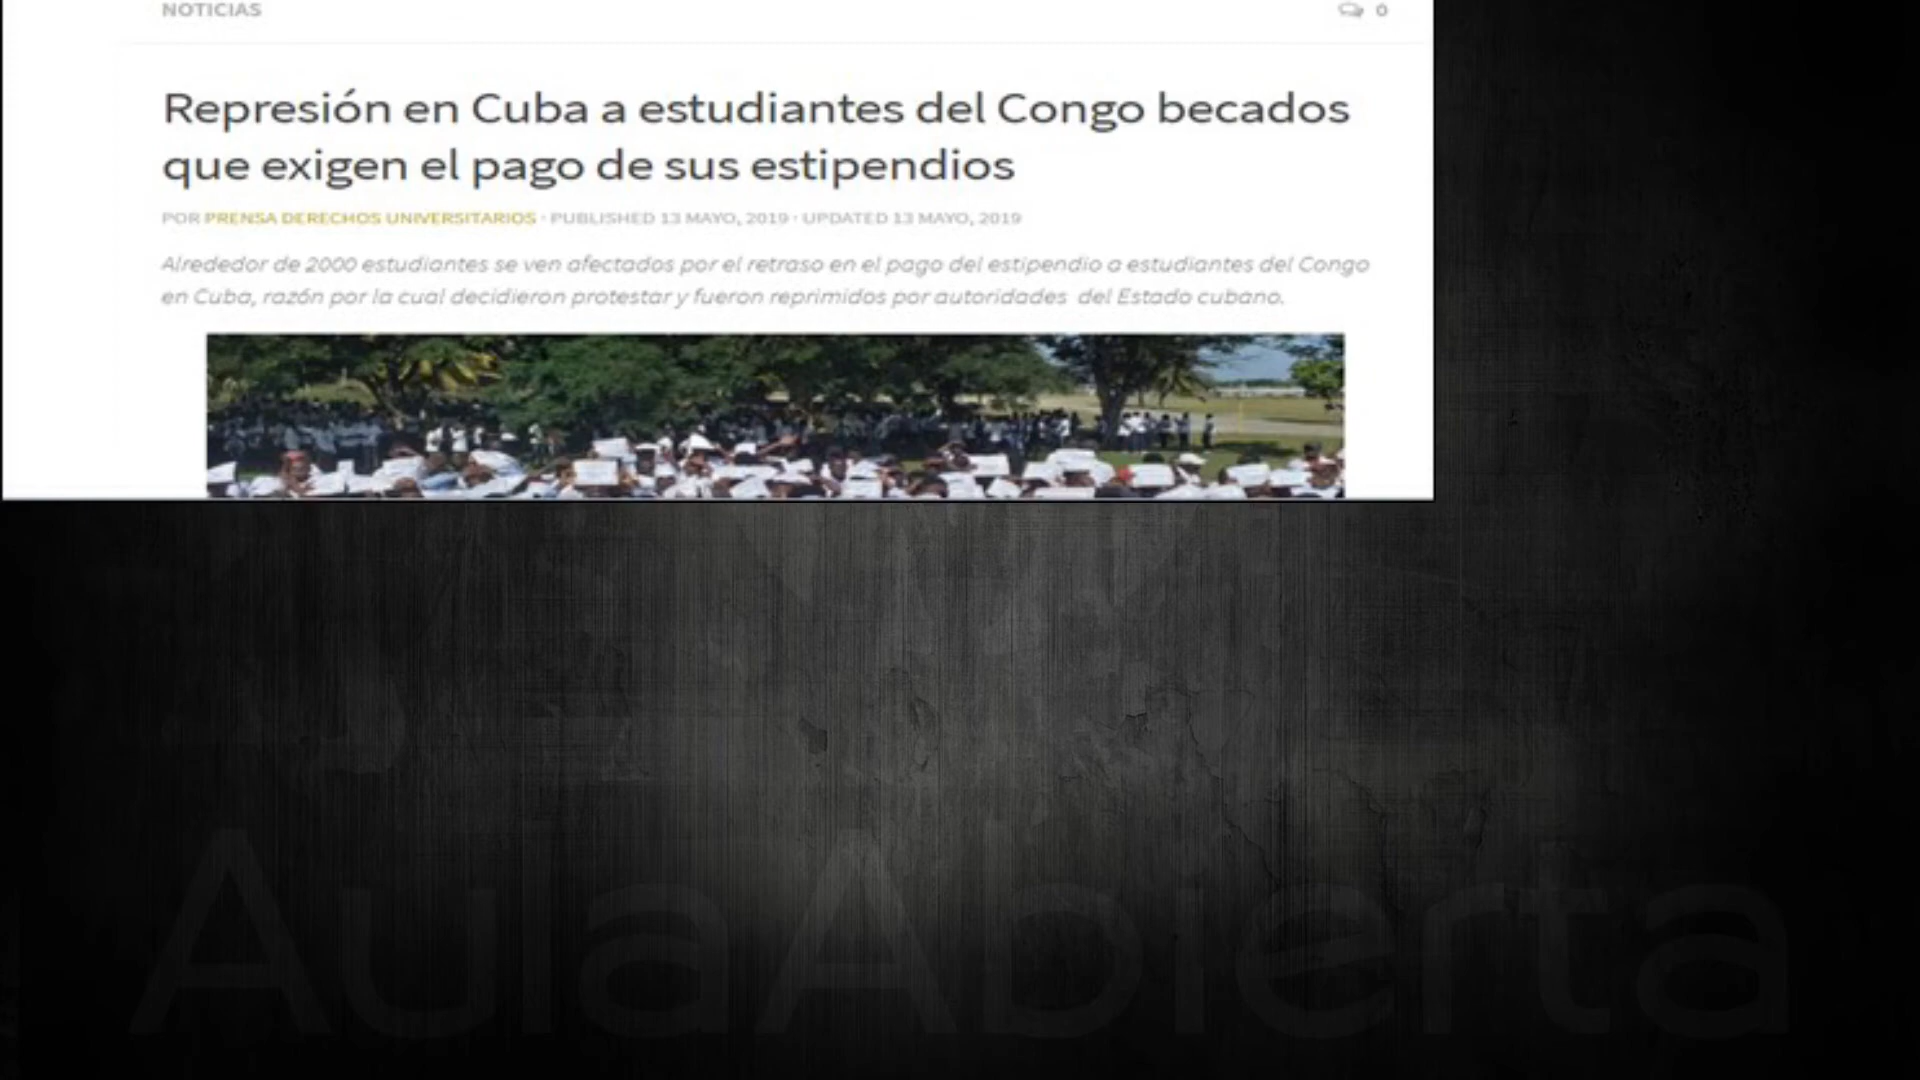 NOTICIAS
0
Represión en Cuba a estudiantes del Congo becados
que exigen el pago de sus estipendios
POR PRENSA DERECHOS UNIVERSITARIOS · PUBLISHED 13 MAYO, 2019 · UPDATED 13 MAYO, 2019
Alrededor de 2000 estudiantes se ven afectados por el retraso en el pago del estipendio a estudiantes del Congo
en Cuba, razón por la cual decidieron protestar y fueron reprimidos por autoridades del Estado cubano.
AulaAbierta